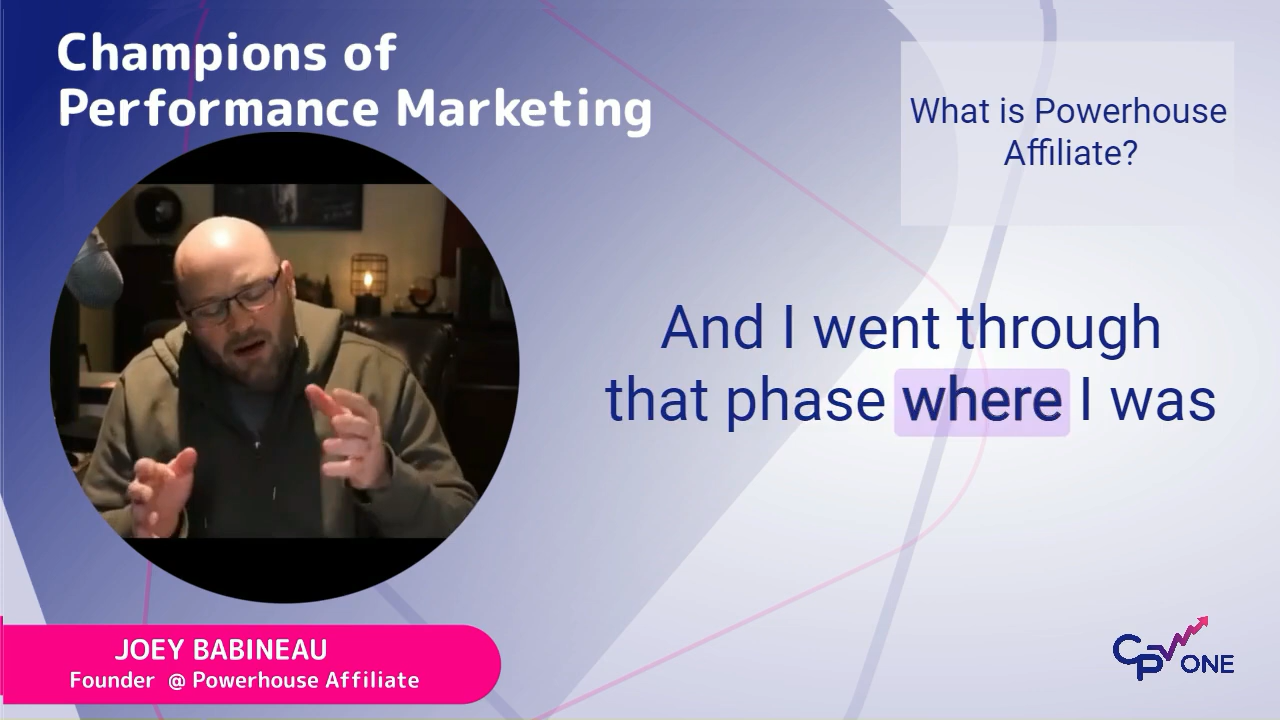 Champions of
Performance Marketing
What is Powerhouse
Affiliate?
And I went through
that phase where I was
JOEY BABINEAU
Founder @ Powerhouse Affiliate
CPV ONE